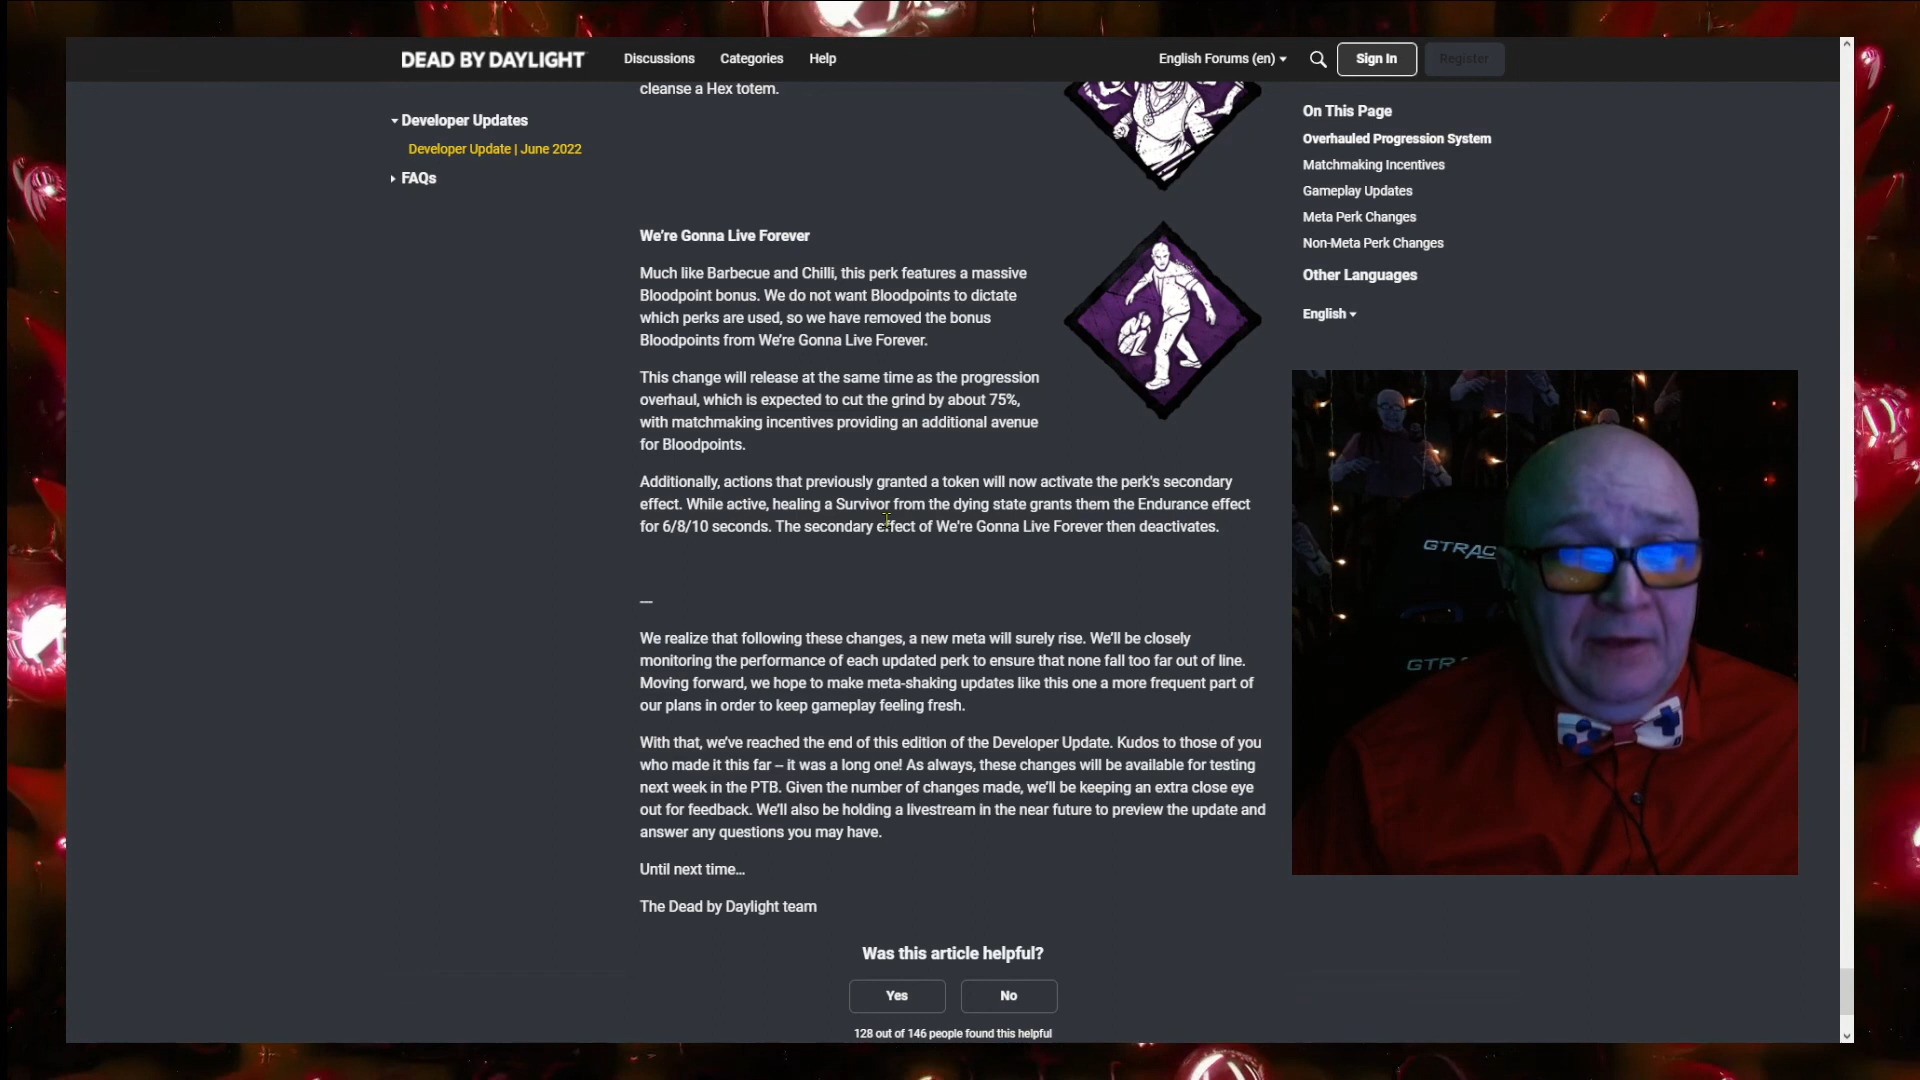 DEAD BY DAYLIGHT
Discussions
Categories
Help
English Forums (en)
Sign In
Register
cleanse a Hex totem.
Developer Updates
Developer Update | June 2022
FAQs
On This Page
Overhauled Progression System
Matchmaking Incentives
Gameplay Updates
Meta Perk Changes
Non-Meta Perk Changes
Other Languages
English
We're Gonna Live Forever
Much like Barbecue and Chilli, this perk features a massive
Bloodpoint bonus. We do not want Bloodpoints to dictate
which perks are used, so we have removed the bonus
Bloodpoints from We're Gonna Live Forever.
This change will release at the same time as the progression
overhaul, which is expected to cut the grind by about 75%,
with matchmaking incentives providing an additional avenue
for Bloodpoints.
Additionally, actions that previously granted a token will now activate the perk's secondary
effect. While active, healing a Survivor from the dying state grants them the Endurance effect
for 6/8/10 seconds. The secondary effect of We're Gonna Live Forever then deactivates.
—
We realize that following these changes, a new meta will surely rise. We'll be closely
monitoring the performance of each updated perk to ensure that none fall too far out of line.
Moving forward, we hope to make meta-shaking updates like this one a more frequent part of
our plans in order to keep gameplay feeling fresh.
With that, we've reached the end of this edition of the Developer Update. Kudos to those of you
who made it this far – it was a long one! As always, these changes will be available for testing
next week in the PTB. Given the number of changes made, we'll be keeping an extra close eye
out for feedback. We'll also be holding a livestream in the near future to preview the update and
answer any questions you may have.
Until next time…
The Dead by Daylight team
Was this article helpful?
Yes
No
128 out of 146 people found this helpful
GTRAC
GTR